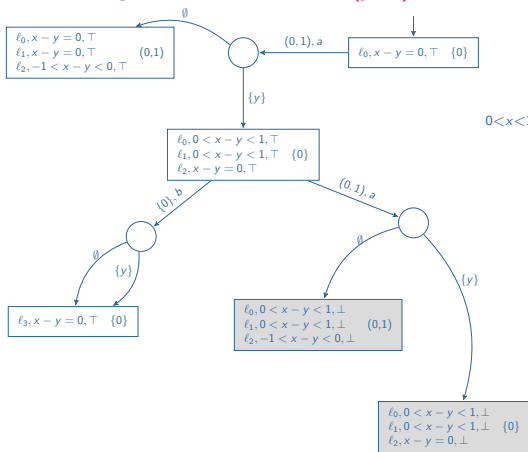 ∅
ℓ₀, x − y = 0, ⊤
ℓ₁, x − y = 0, ⊤ (0,1)
ℓ₂, −1 < x − y < 0, ⊤
(0, 1), a
ℓ₀, x − y = 0, ⊤ {0}
{y}
0<x<
ℓ₀, 0 < x − y < 1, ⊤
ℓ₁, 0 < x − y < 1, ⊤ {0}
ℓ₂, x − y = 0, ⊤
{0}, b
(0, 1), a
∅
{y}
∅
{y}
ℓ₃, x − y = 0, ⊤ {0}
ℓ₀, 0 < x − y < 1, ⊥
ℓ₁, 0 < x − y < 1, ⊥ (0,1)
ℓ₂, −1 < x − y < 0, ⊥
ℓ₀, 0 < x − y < 1, ⊥
ℓ₁, 0 < x − y < 1, ⊥ {0}
ℓ₂, x − y = 0, ⊥